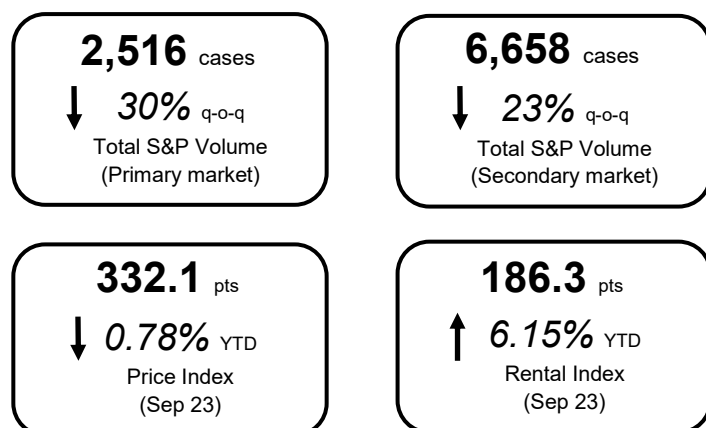 2,516 cases
30% q-o-q
Total S&P Volume
(Primary market)
6,658 cases
23% q-o-q
Total S&P Volume
(Secondary market)
332.1 pts
0.78% YTD
Price Index
(Sep 23)
186.3 pts
6.15% YTD
Rental Index
(Sep 23)